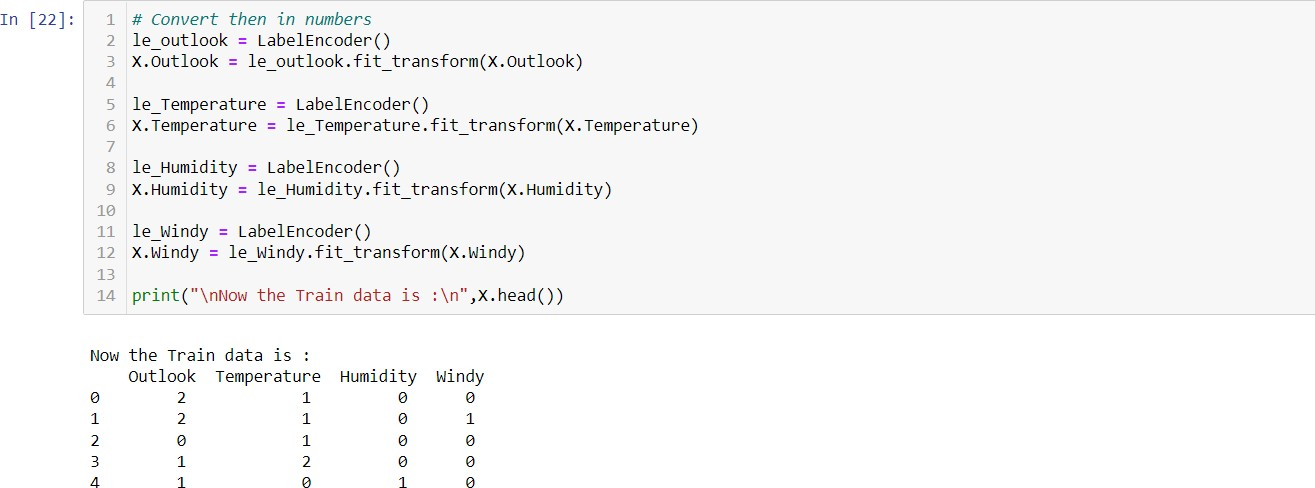 In [22]:
1 # Convert then in numbers
2 le_outlook = LabelEncoder()
3 X.Outlook = le_outlook.fit_transform(X.Outlook)
4
5 le_Temperature = LabelEncoder()
6 X.Temperature = le_Temperature.fit_transform(X.Temperature)
7
8 le_Humidity = LabelEncoder()
9 X.Humidity = le_Humidity.fit_transform(X.Humidity)
10
11 le_Windy = LabelEncoder()
12 X.Windy = le_Windy.fit_transform(X.Windy)
13
14 print("\nNow the Train data is :\n",X.head())
Now the Train data is :
Outlook Temperature Humidity Windy
0 2 1 0 0
1 2 1 0 1
2 0 1 0 0
3 1 2 0 0
4 1 0 1 0